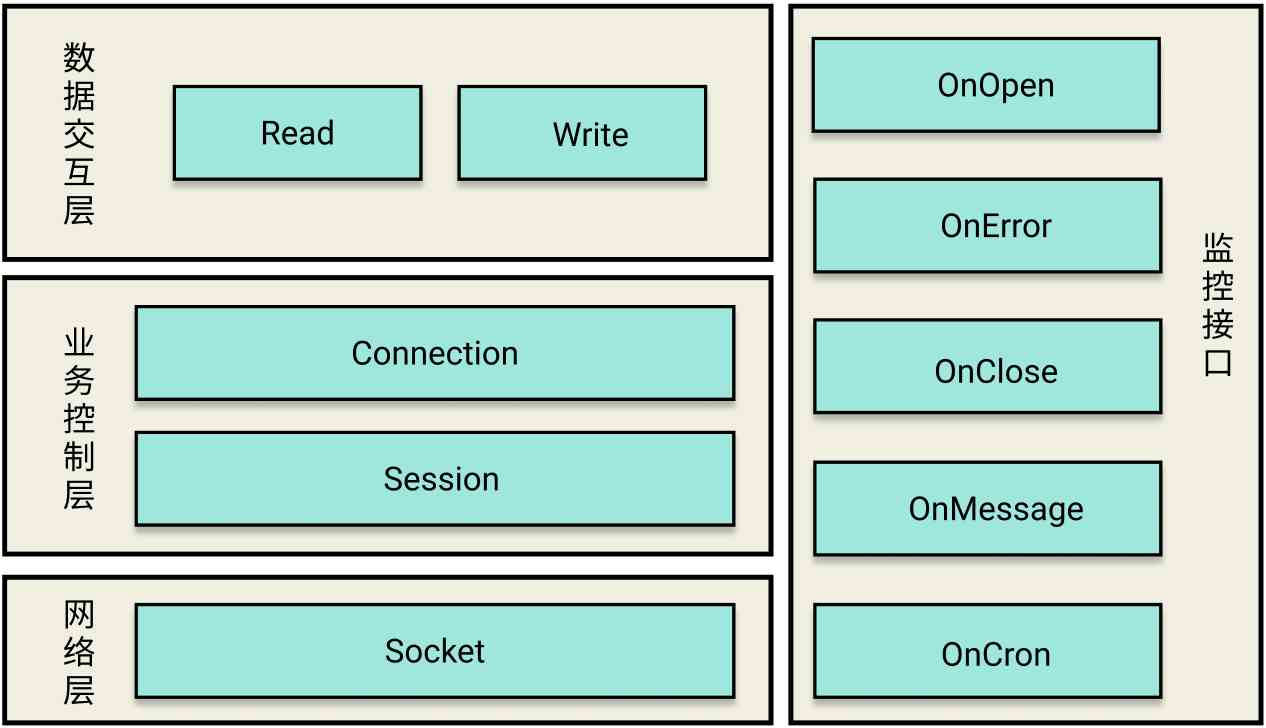 数据交互层
Read
Write
业务控制层
Connection
Session
网络层
Socket
OnOpen
OnError
OnClose
OnMessage
OnCron
监控接口